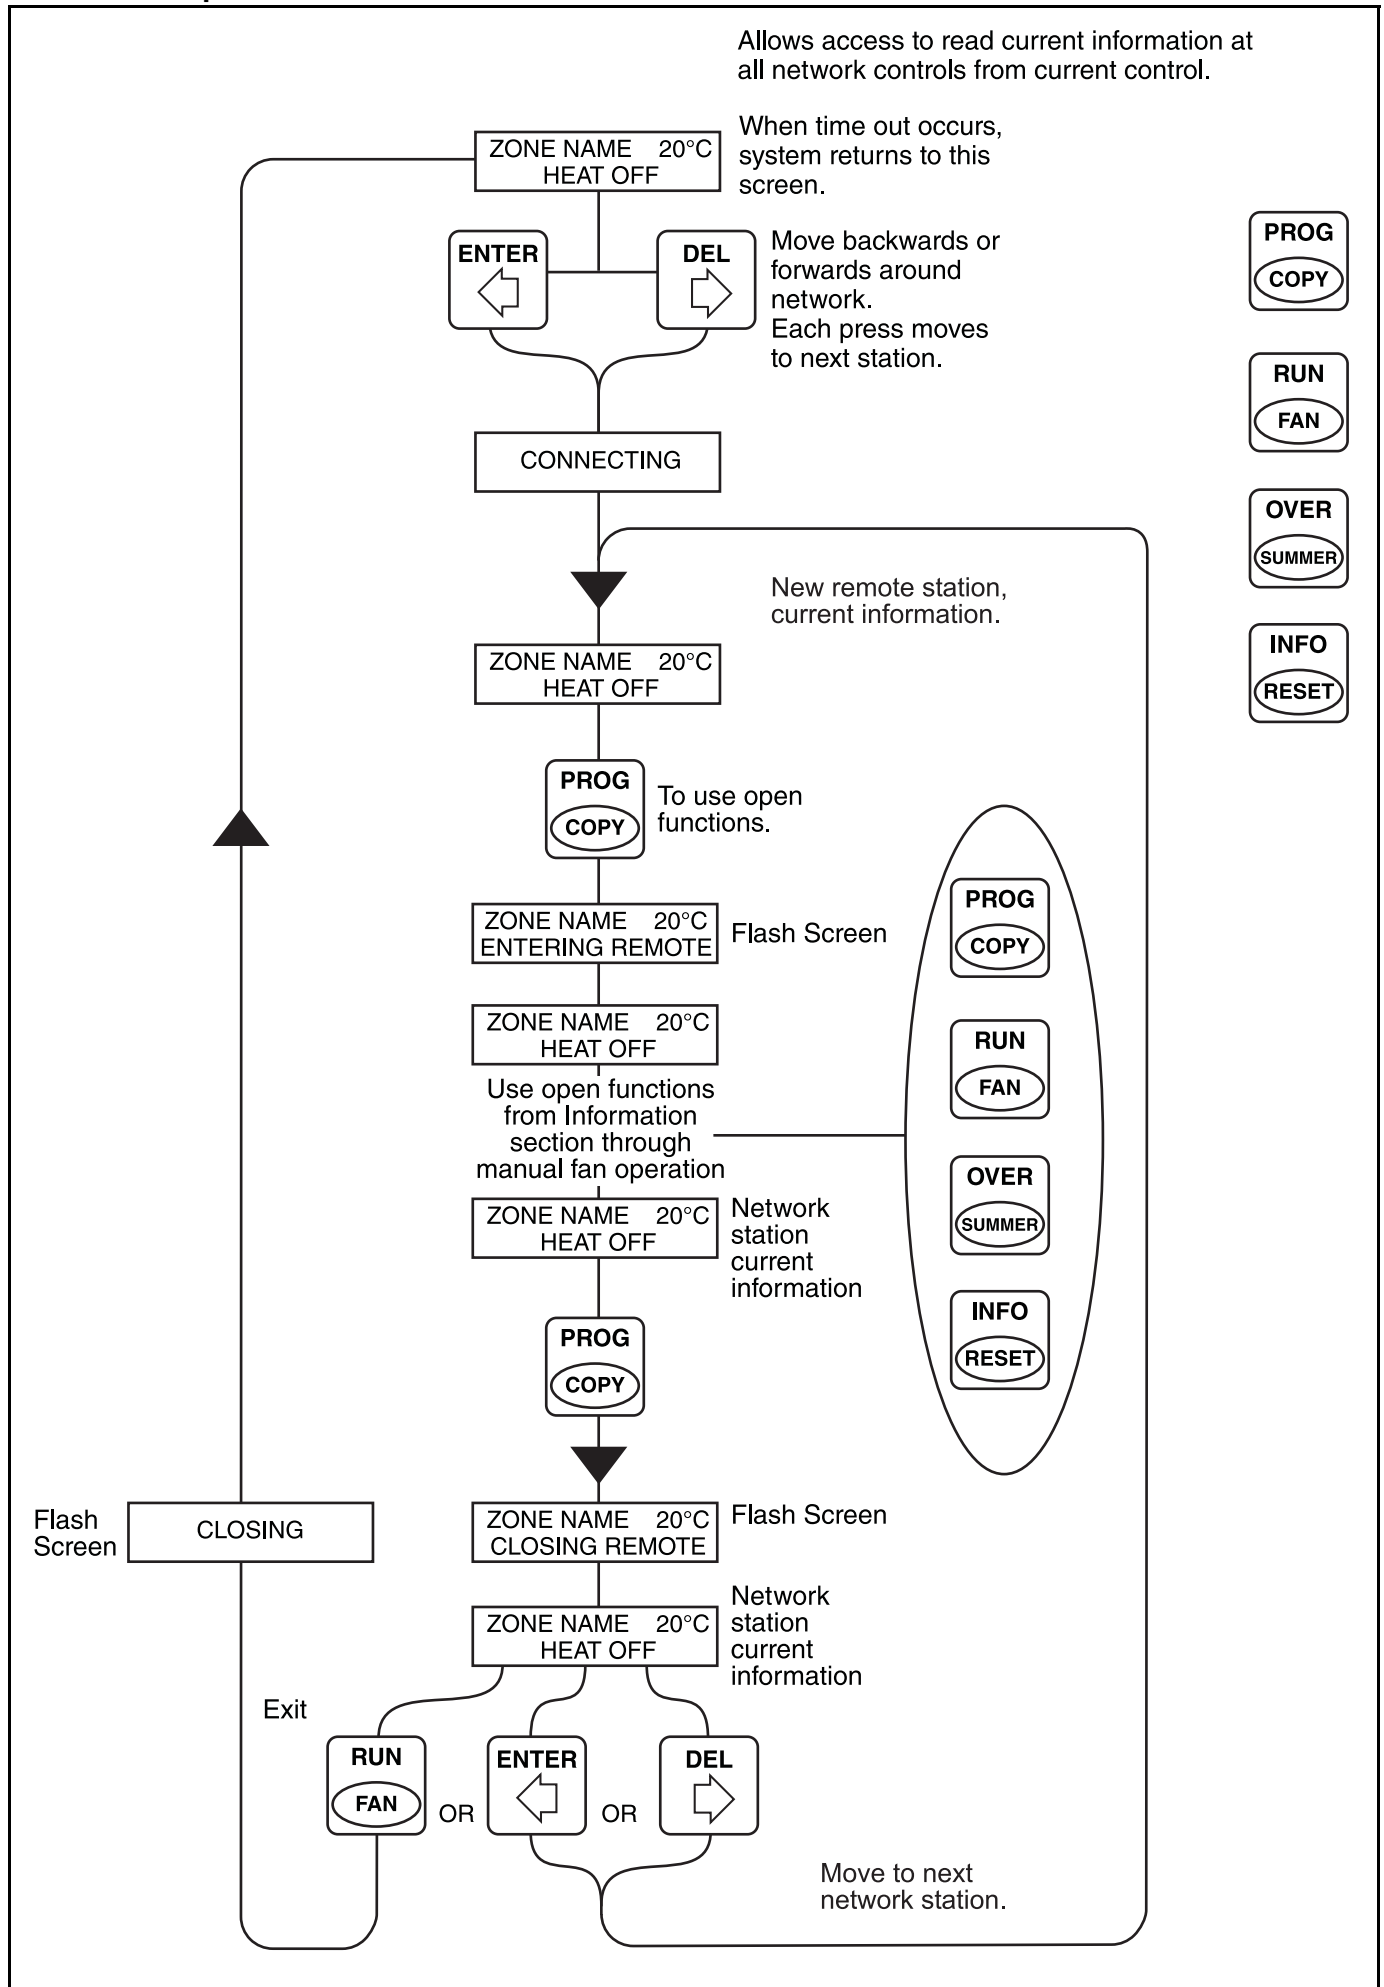 Allows access to read current information at
all network controls from current control.
ZONE NAME 20°C
HEAT OFF
When time out occurs,
system returns to this
screen.
ENTER
DEL
Move backwards or
forwards around
network.
Each press moves
to next station.
PROG
COPY
RUN
FAN
OVER
SUMMER
INFO
RESET
CONNECTING
New remote station,
current information.
ZONE NAME 20°C
HEAT OFF
PROG
COPY
To use open
functions.
ZONE NAME 20°C
ENTERING REMOTE
Flash Screen
ZONE NAME 20°C
HEAT OFF
Use open functions
from Information
section through
manual fan operation
PROG
COPY
RUN
FAN
OVER
SUMMER
INFO
RESET
ZONE NAME 20°C
HEAT OFF
Network
station
current
information
PROG
COPY
Flash
Screen
CLOSING
ZONE NAME 20°C
CLOSING REMOTE
Flash Screen
ZONE NAME 20°C
HEAT OFF
Network
station
current
information
Exit
RUN
FAN
OR
ENTER
OR
DEL
Move to next
network station.